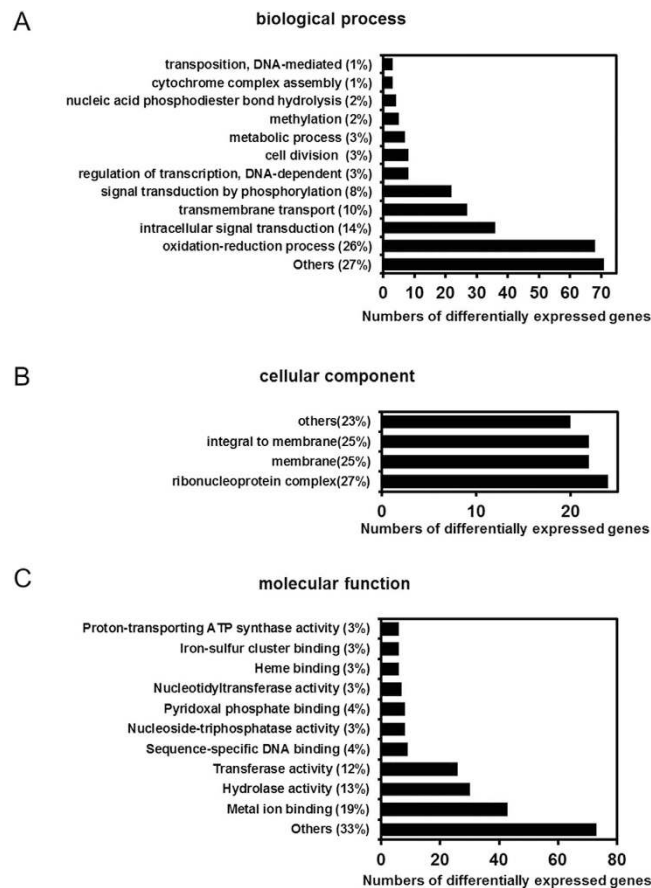 A
biological process
transposition, DNA-mediated (1%)
cytochrome complex assembly (1%)
nucleic acid phosphodiester bond hydrolysis (2%)
methylation (2%)
metabolic process (3%)
cell division (3%)
regulation of transcription, DNA-dependent (3%)
signal transduction by phosphorylation (8%)
transmembrane transport (10%)
intracellular signal transduction (14%)
oxidation-reduction process (26%)
Others (27%)
0 10 20 30 40 50 60 70
Numbers of differentially expressed genes
B
cellular component
others(23%)
integral to membrane(25%)
membrane(25%)
ribonucleoprotein complex(27%)
0 10 20
Numbers of differentially expressed genes
C
molecular function
Proton-transporting ATP synthase activity (3%)
Iron-sulfur cluster binding (3%)
Heme binding (3%)
Nucleotidyltransferase activity (3%)
Pyridoxal phosphate binding (4%)
Nucleoside-triphosphatase activity (3%)
Sequence-specific DNA binding (4%)
Transferase activity (12%)
Hydrolase activity (13%)
Metal ion binding (19%)
Others (33%)
0 20 40 60 80
Numbers of differentially expressed genes